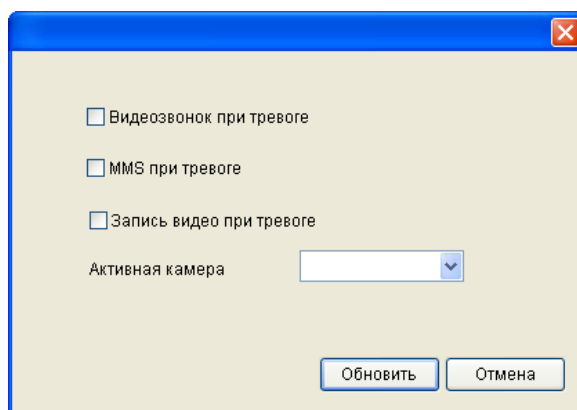 Видеозвонок при тревоге
MMS при тревоге
Запись видео при тревоге
Активная камера
Обновить Отмена